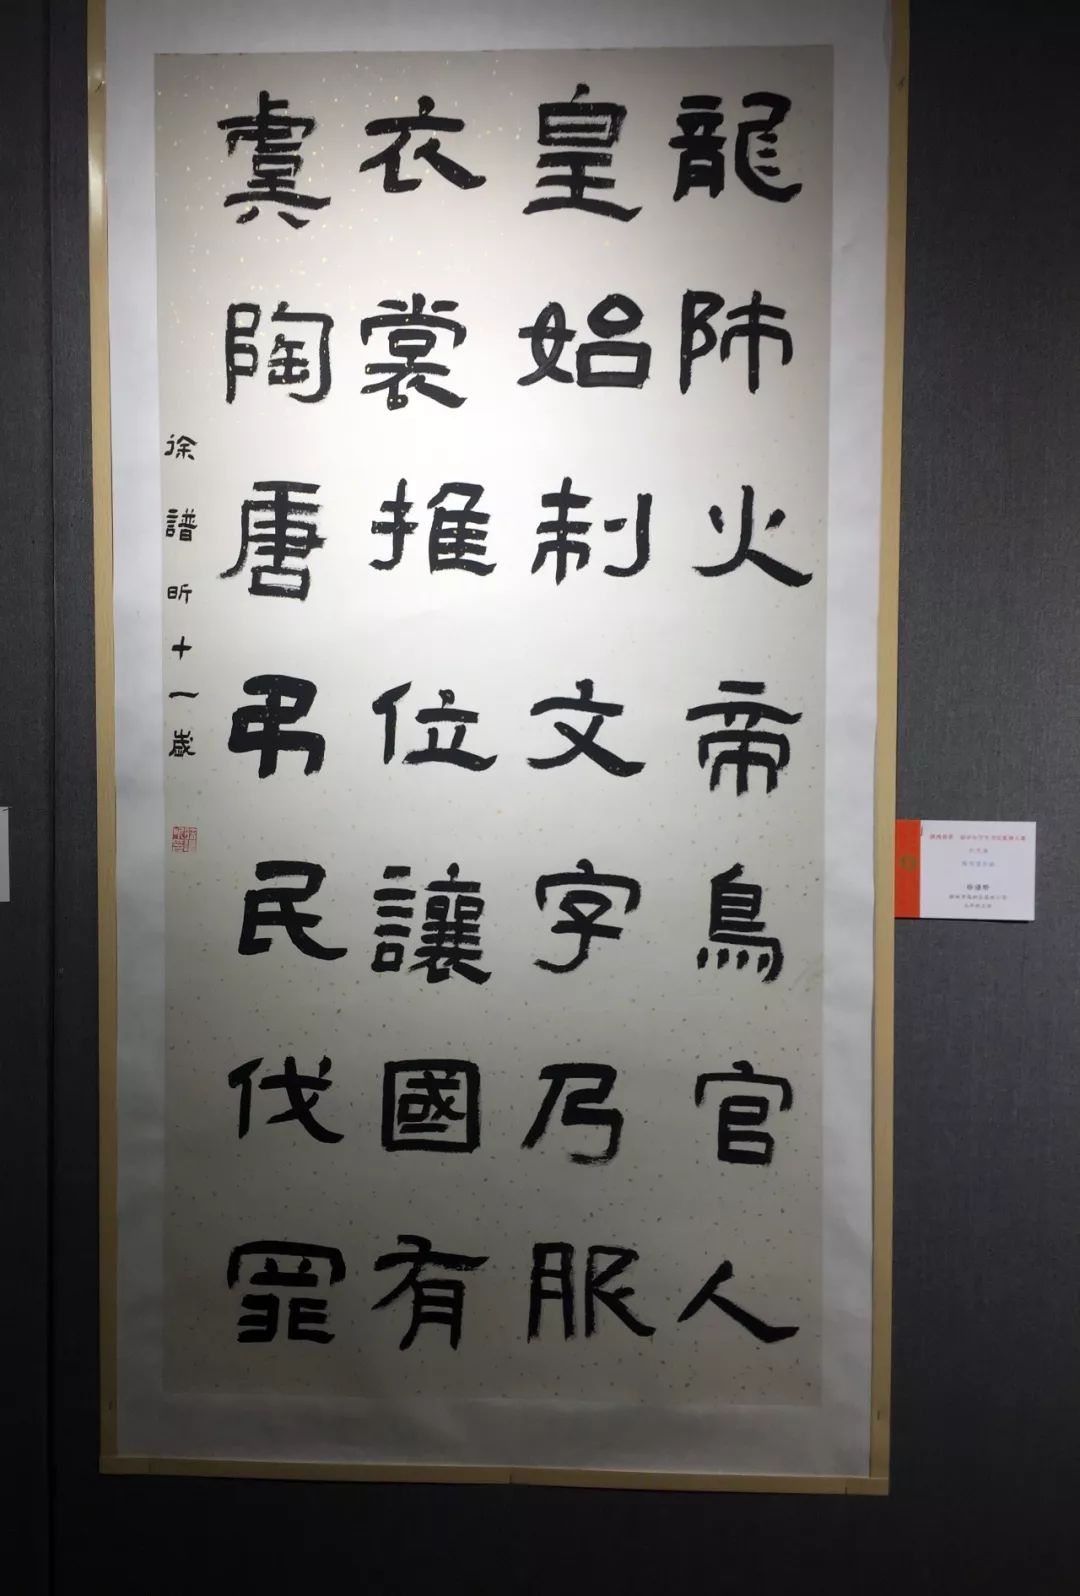 龍師火帝鳥官人
皇始制文字乃服
衣裳推位讓國有
虞陶唐弔民伐罪
徐譜昕十一歲